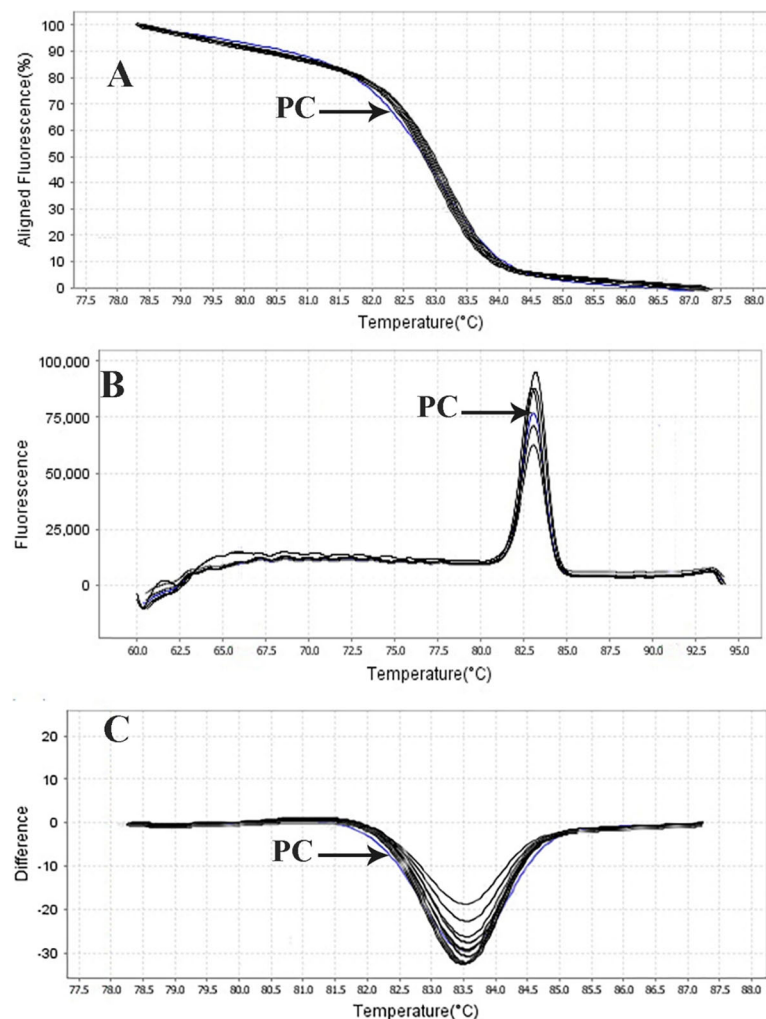 100
90
80
70
60
50
40
30
20
10
0
Aligned Fluorescence(%)
A
PC
77.5 78.0 78.5 79.0 79.5 80.0 80.5 81.0 81.5 82.0 82.5 83.0 83.5 84.0 84.5 85.0 85.5 86.0 86.5 87.0 87.5 88.0
Temperature(°C)
100,000
75,000
50,000
25,000
0
Fluorescence
B
PC
60.0 62.5 65.0 67.5 70.0 72.5 75.0 77.5 80.0 82.5 85.0 87.5 90.0 92.5 95.0
Temperature(°C)
20
10
0
-10
-20
-30
Difference
C
PC
77.5 78.0 78.5 79.0 79.5 80.0 80.5 81.0 81.5 82.0 82.5 83.0 83.5 84.0 84.5 85.0 85.5 86.0 86.5 87.0 87.5 88.0
Temperature(°C)